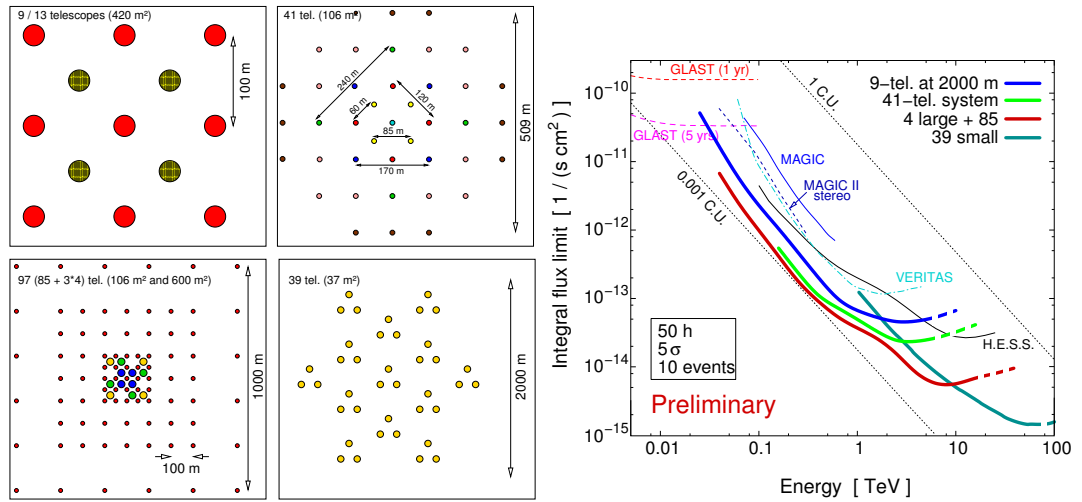 9 / 13 telescopes (420 m²)
100 m
41 tel. (106 m²)
240 m
120 m
60 m
85 m
170 m
509 m
97 (85 + 3*4) tel. (106 m² and 600 m²)
100 m
1000 m
39 tel. (37 m²)
2000 m
Integral flux limit [ 1 / (s cm²) ]
10⁻¹⁰
10⁻¹¹
10⁻¹²
10⁻¹³
10⁻¹⁴
10⁻¹⁵
GLAST (1 yr)
GLAST (5 yrs)
1 C.U.
0.001 C.U.
9−tel. at 2000 m
41−tel. system
4 large + 85
39 small
MAGIC
MAGIC II
stereo
VERITAS
H.E.S.S.
50 h
5σ
10 events
Preliminary
0.01
0.1
1
10
100
Energy [ TeV ]